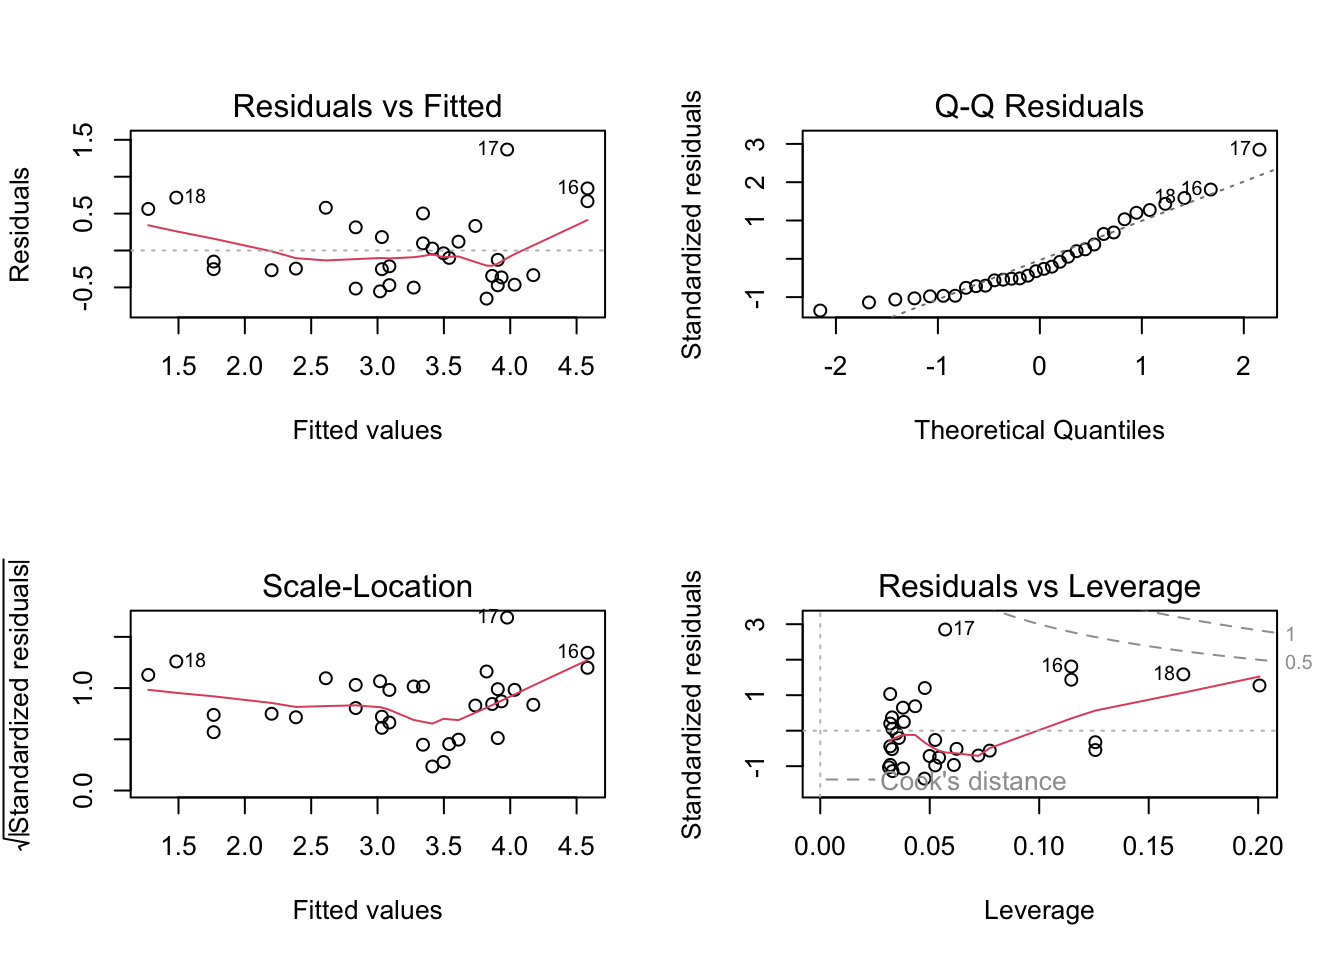 Residuals vs Fitted
Residuals
1.5
0.5
-0.5
17
16
18
1.5 2.0 2.5 3.0 3.5 4.0 4.5
Fitted values
Q-Q Residuals
Standardized residuals
3
2
1
-1
17
18 16
-2 -1 0 1 2
Theoretical Quantiles
Scale-Location
√|Standardized residuals|
1.0
0.0
17
16
18
1.5 2.0 2.5 3.0 3.5 4.0 4.5
Fitted values
Residuals vs Leverage
Standardized residuals
3
1
-1
17
16
18
1
0.5
Cook's distance
0.00 0.05 0.10 0.15 0.20
Leverage